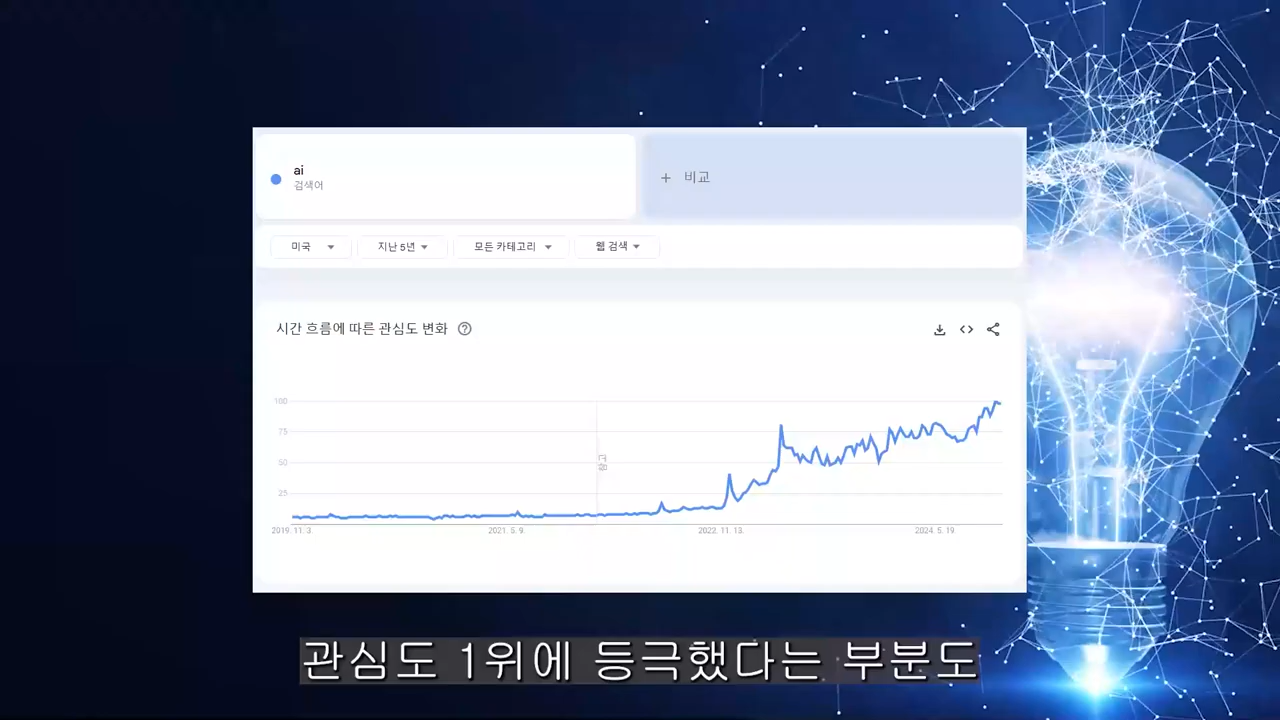 ai
검색어
+ 비교
미국
지난 5년
모든 카테고리
웹 검색
시간 흐름에 따른 관심도 변화
100
75
50
25
참고
2019. 11. 3.
2021. 5. 9.
2022. 11. 13.
2024. 5. 19.
관심도 1위에 등극했다는 부분도